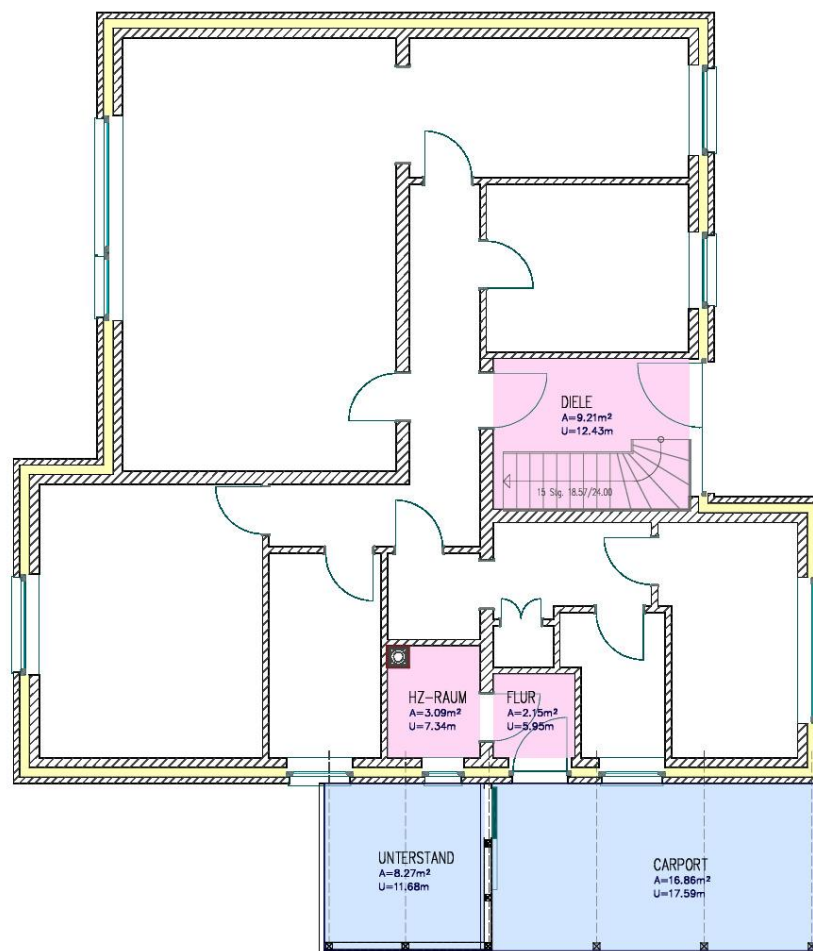 DIELE
A=9.21m²
U=12.43m
15 Stg. 18.57/24.00
HZ-RAUM
A=3.09m²
U=7.34m
FLUR
A=2.15m²
U=5.95m
UNTERSTAND
A=8.27m²
U=11.68m
CARPORT
A=16.86m²
U=17.59m